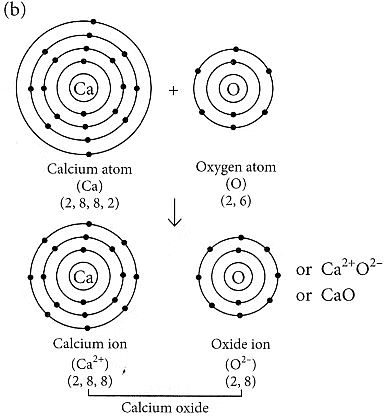 (b)
Ca + O
Calcium atom
(Ca)
(2, 8, 8, 2)
Oxygen atom
(O)
(2, 6)
Ca O or Ca²⁺O²⁻
or CaO
Calcium ion
(Ca²⁺)
(2, 8, 8)
Oxide ion
(O²⁻)
(2, 8)
Calcium oxide